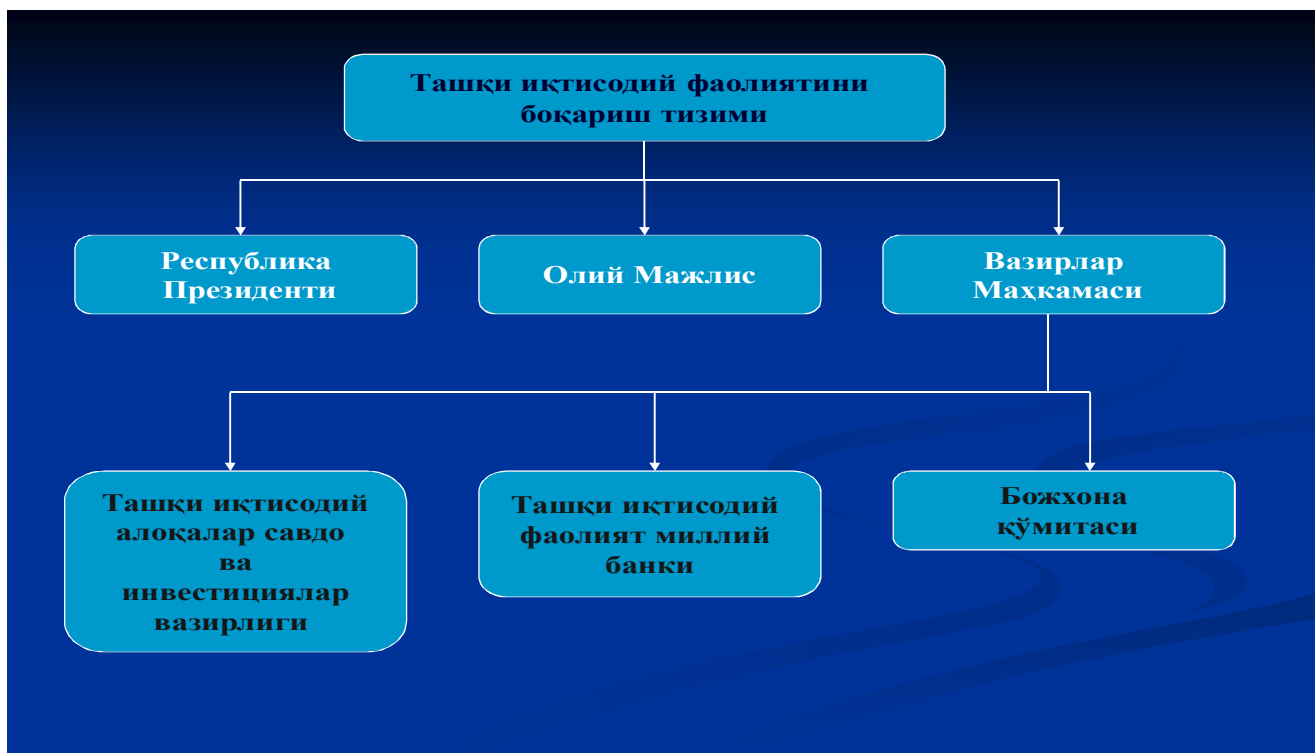 Ташқи иқтисодий фаолиятини
боқариш тизими
Республика
Президенти
Олий Мажлис
Вазирлар
Маҳкамаси
Ташқи иқтисодий
алоқалар савдо
ва
инвестициялар
вазирлиги
Ташқи иқтисодий
фаолият миллий
банки
Божхона
қўмитаси